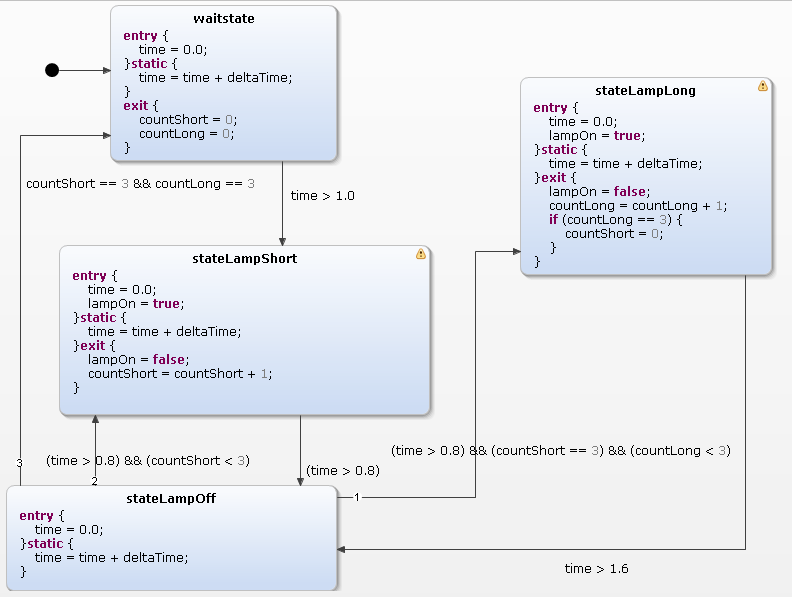 waitstate
entry {
time = 0.0;
}static {
time = time + deltaTime;
}
exit {
countShort = 0;
countLong = 0;
}
countShort == 3 && countLong == 3
time > 1.0
stateLampLong
entry {
time = 0.0;
lampOn = true;
}static {
time = time + deltaTime;
}exit {
lampOn = false;
countLong = countLong + 1;
if (countLong == 3) {
countShort = 0;
}
}
stateLampShort
entry {
time = 0.0;
lampOn = true;
}static {
time = time + deltaTime;
}exit {
lampOn = false;
countShort = countShort + 1;
}
3
(time > 0.8) && (countShort < 3)
2
(time > 0.8)
(time > 0.8) && (countShort == 3) && (countLong < 3)
1
stateLampOff
entry {
time = 0.0;
}static {
time = time + deltaTime;
}
time > 1.6